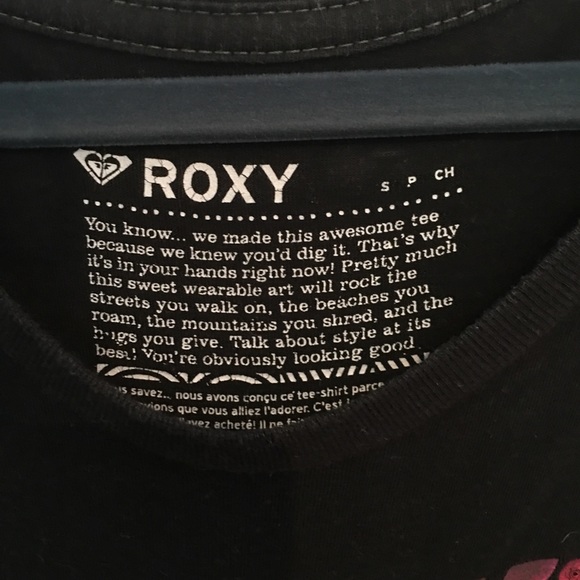 ROXY S P CH
You know... we made this awesome tee
because we knew you'd dig it. That's why
it's in your hands right now! Pretty much
this sweet wearable art will rock the
streets you walk on, the beaches you
roam, the mountains you shred, and the
hugs you give. Talk about style at its
best! You're obviously looking good.
savez... nous avons conçu ce tee-shirt parce
que vous alliez l'adorer. C'est
acheté! Il ne